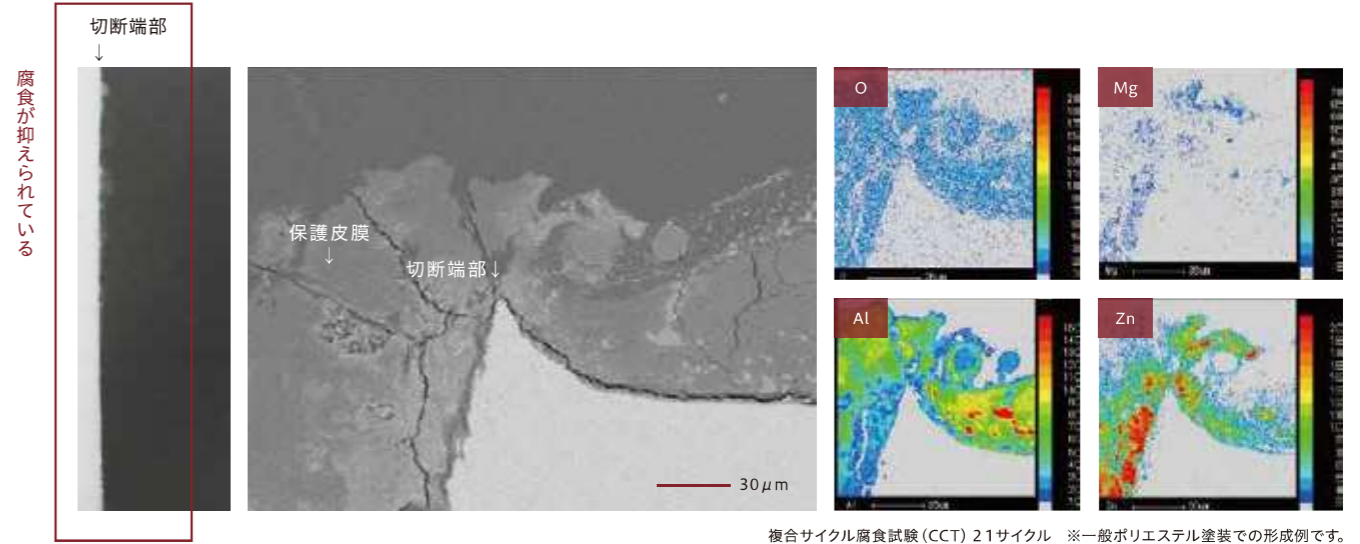 切断端部
↓
腐食が抑えられている
保護皮膜
↓
切断端部↓
30μm
O
Mg
Al
Zn
複合サイクル腐食試験(CCT)21サイクル ※一般ポリエステル塗装での形成例です。